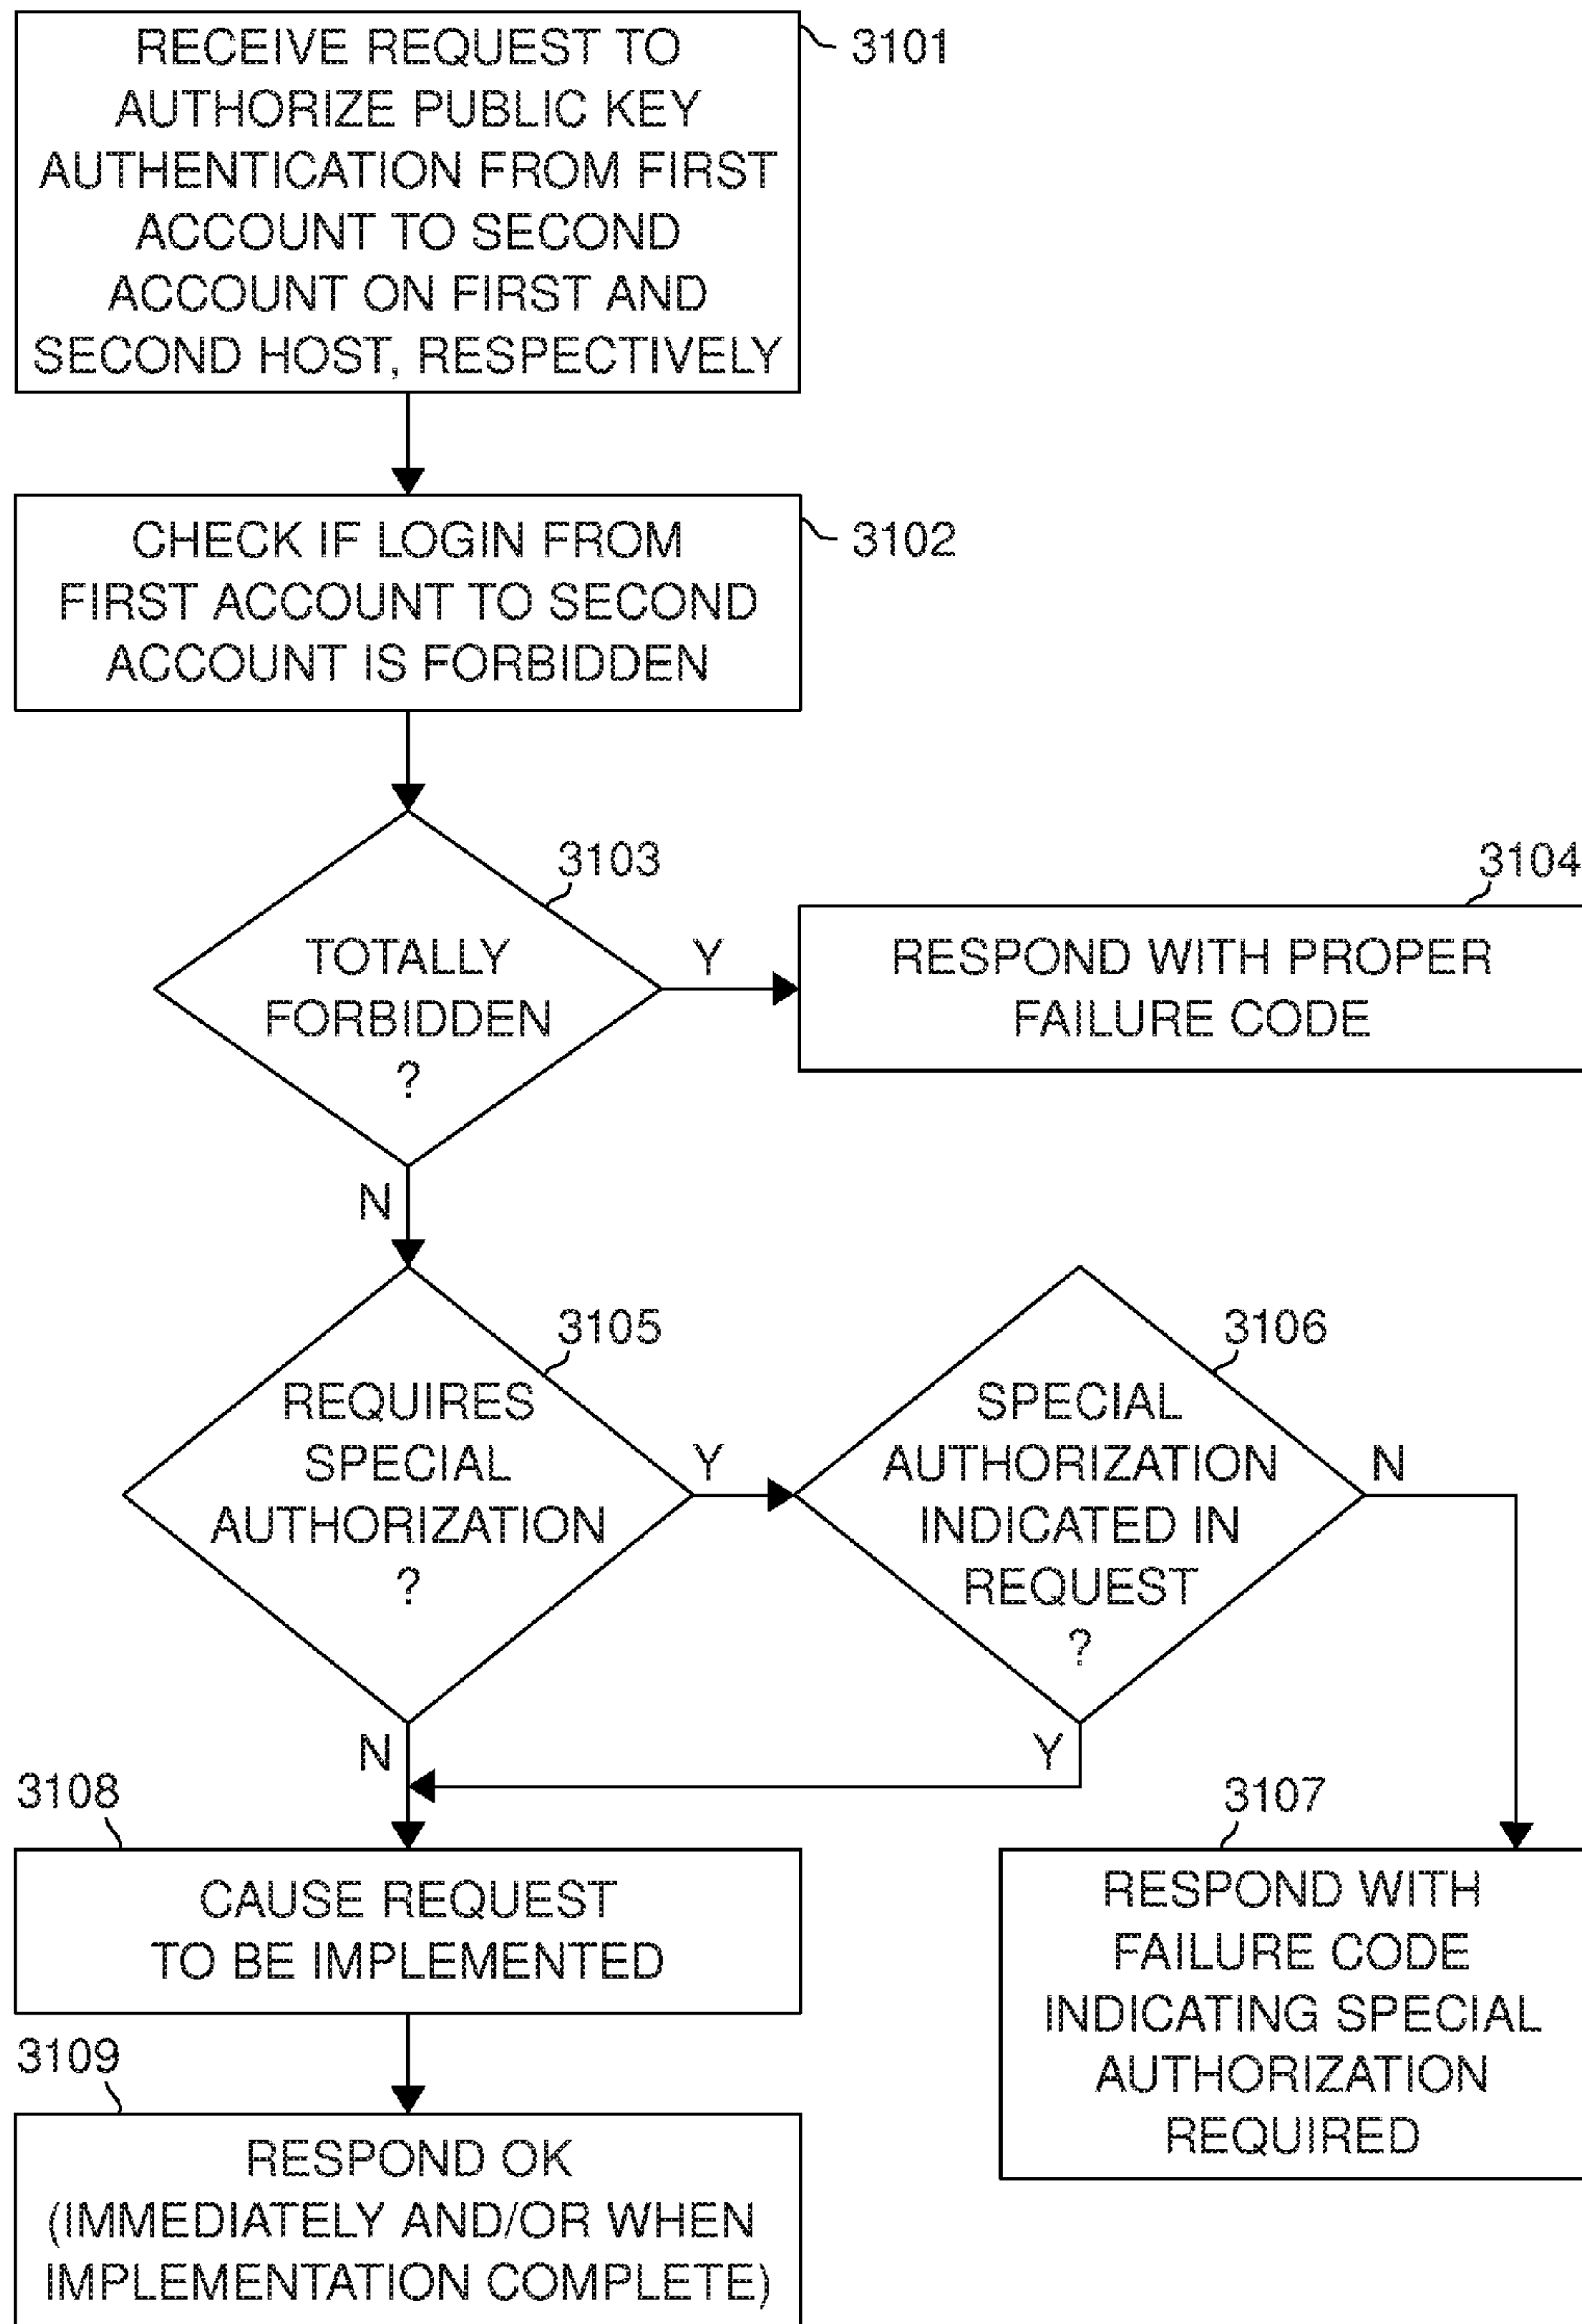 RECEIVE REQUEST TO
AUTHORIZE PUBLIC KEY
AUTHENTICATION FROM FIRST
ACCOUNT TO SECOND
ACCOUNT ON FIRST AND
SECOND HOST, RESPECTIVELY
3101
CHECK IF LOGIN FROM
FIRST ACCOUNT TO SECOND
ACCOUNT IS FORBIDDEN
3102
3103
TOTALLY
FORBIDDEN
?
Y
3104
RESPOND WITH PROPER
FAILURE CODE
N
3105
REQUIRES
SPECIAL
AUTHORIZATION
?
Y
3106
SPECIAL
AUTHORIZATION
INDICATED IN
REQUEST
?
N
N
Y
3108
CAUSE REQUEST
TO BE IMPLEMENTED
3107
RESPOND WITH
FAILURE CODE
INDICATING SPECIAL
AUTHORIZATION
REQUIRED
3109
RESPOND OK
(IMMEDIATELY AND/OR WHEN
IMPLEMENTATION COMPLETE)